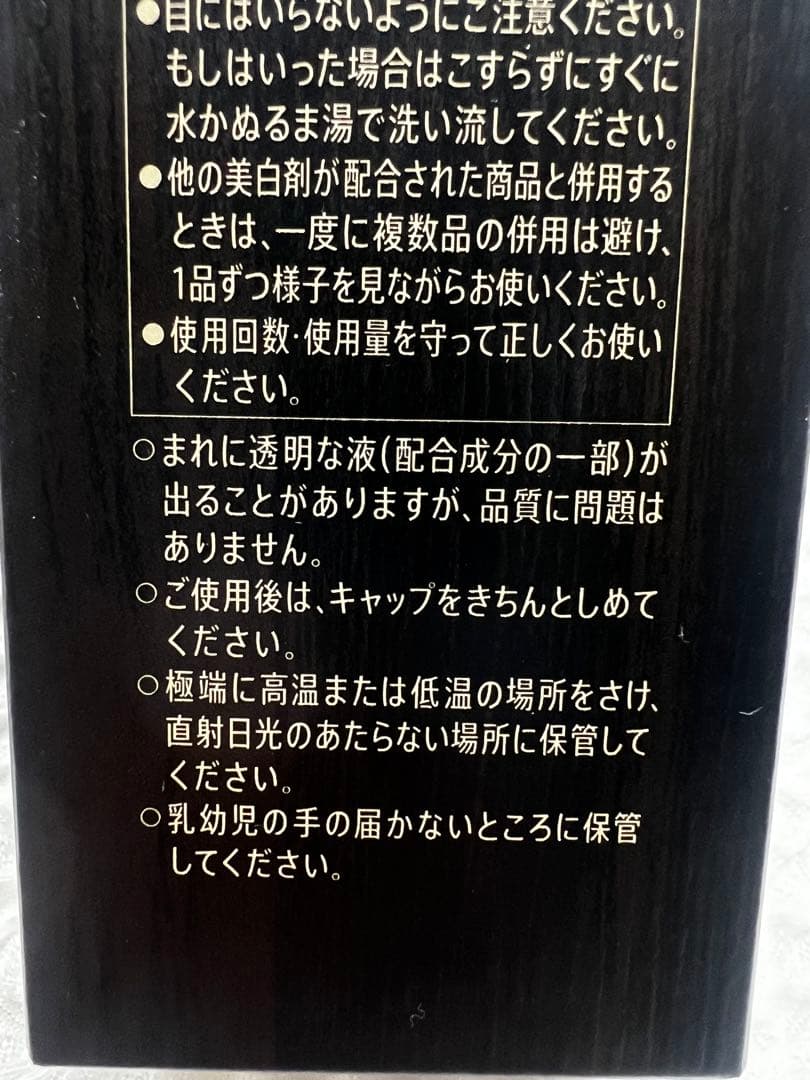 ●目にはいらないようにご注意ください。
もしはいった場合はこすらずにすぐに
水かぬるま湯で洗い流してください。
●他の美白剤が配合された商品と併用する
ときは、一度に複数品の併用は避け、
1品ずつ様子を見ながらお使いください。
●使用回数・使用量を守って正しくお使い
ください。
○まれに透明な液(配合成分の一部)が
出ることがありますが、品質に問題は
ありません。
○ご使用後は、キャップをきちんとしめて
ください。
○極端に高温または低温の場所をさけ、
直射日光のあたらない場所に保管して
ください。
○乳幼児の手の届かないところに保管
してください。